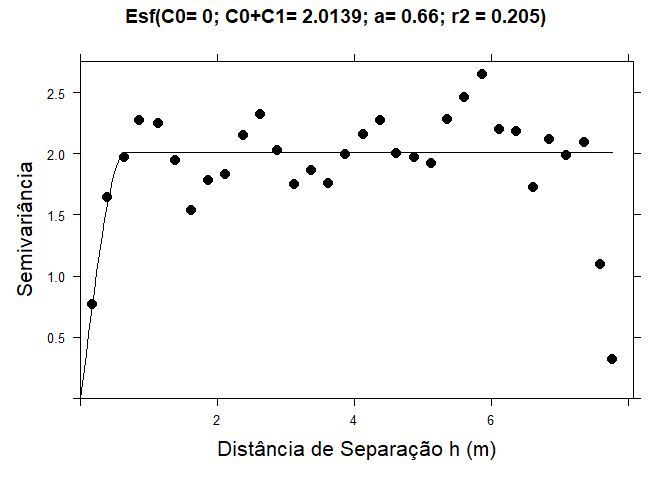 Esf(C0= 0; C0+C1= 2.0139; a= 0.66; r2 = 0.205)
2.5
2.0
1.5
1.0
0.5
Semivariância
2 4 6
Distância de Separação h (m)